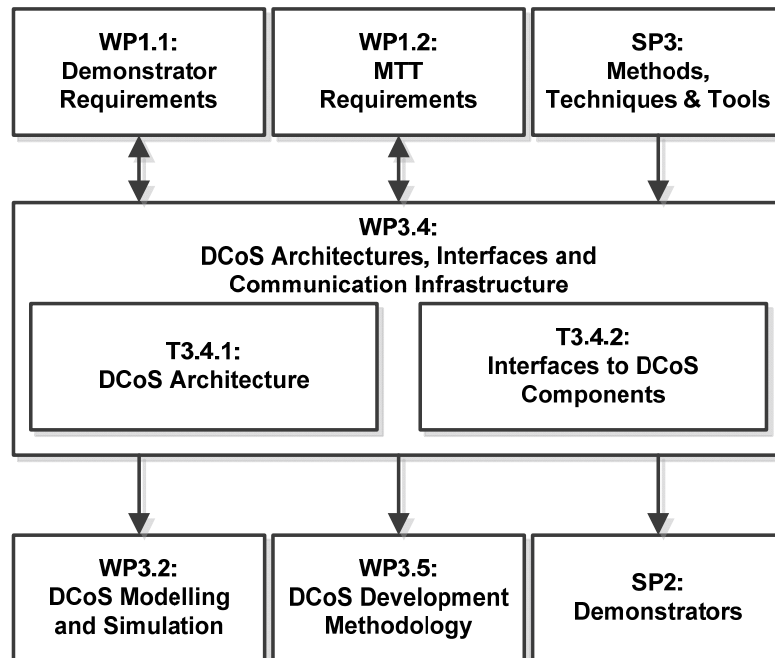 WP1.1:
Demonstrator
Requirements
WP1.2:
MTT
Requirements
SP3:
Methods,
Techniques & Tools
WP3.4:
DCoS Architectures, Interfaces and
Communication Infrastructure
T3.4.1:
DCoS Architecture
T3.4.2:
Interfaces to DCoS
Components
WP3.2:
DCoS Modelling
and Simulation
WP3.5:
DCoS Development
Methodology
SP2:
Demonstrators